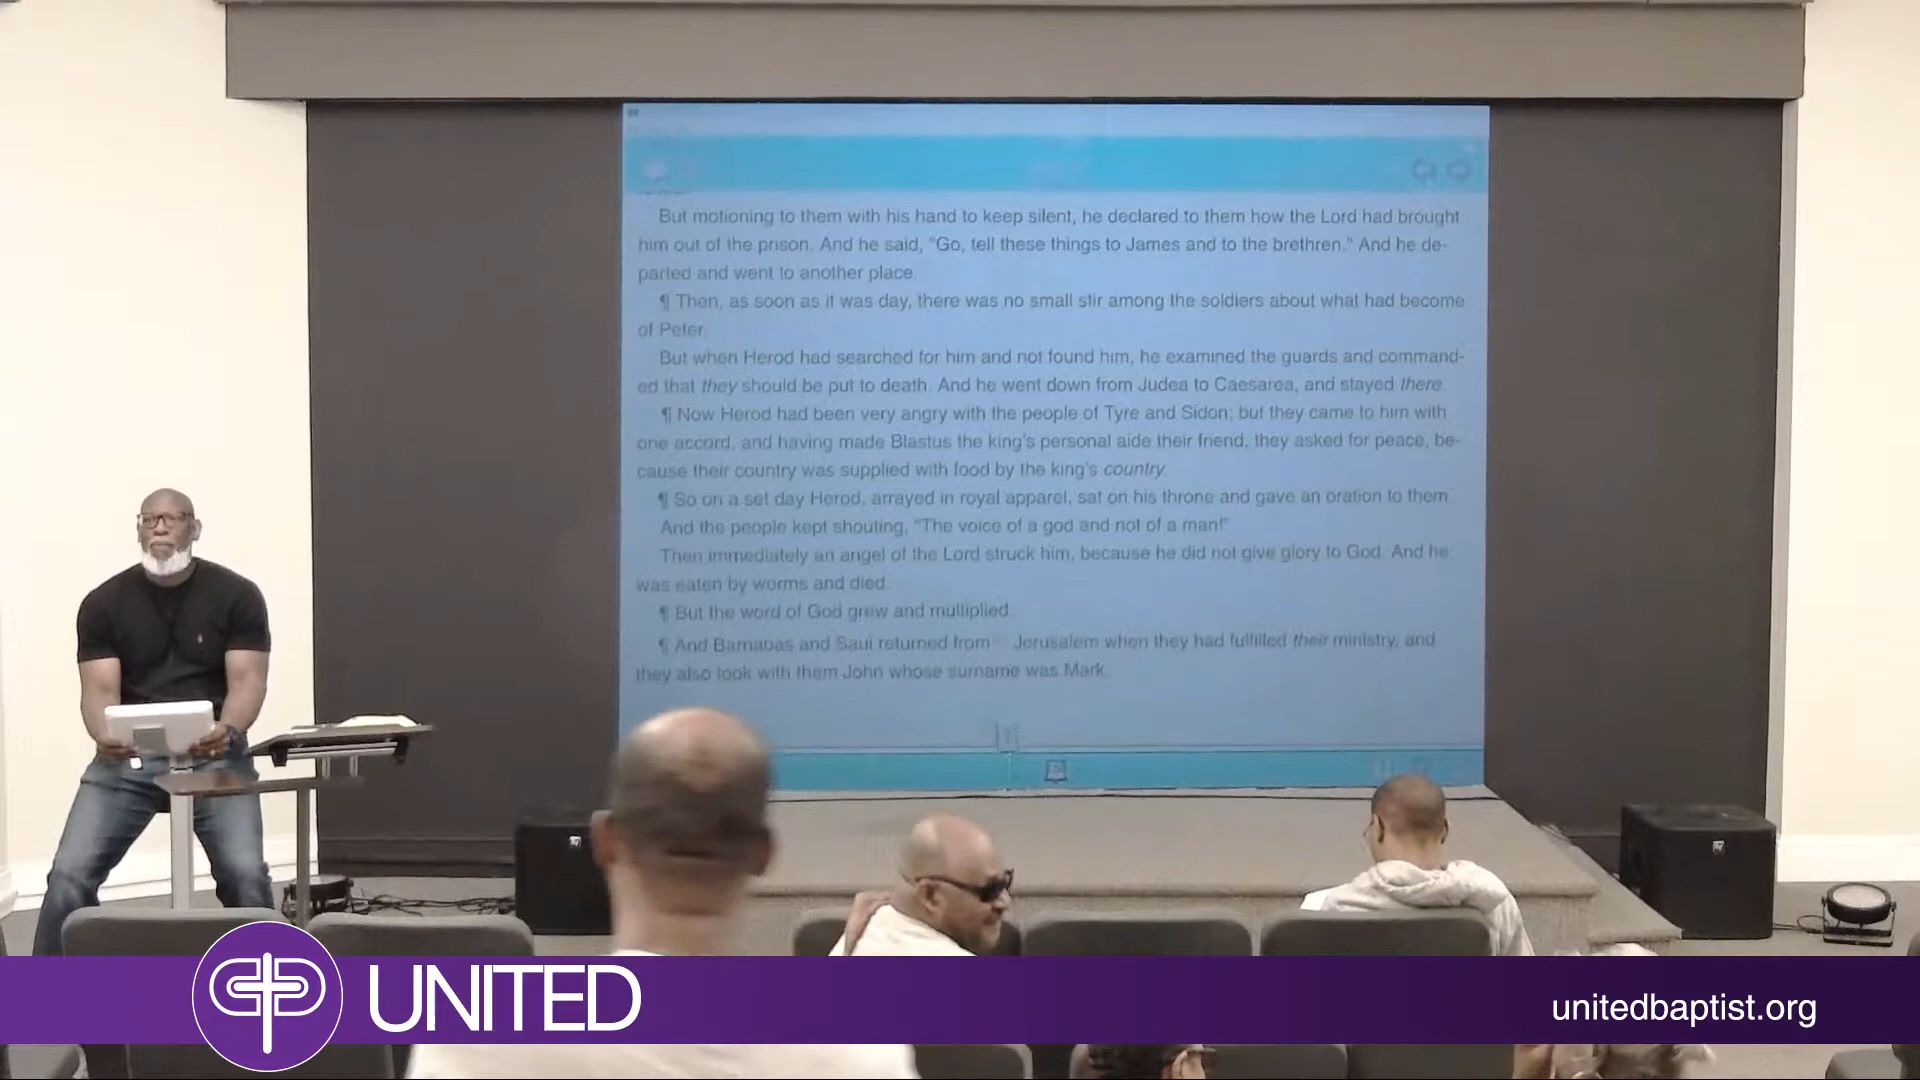 But motioning to them with his hand to keep silent, he declared to them how the Lord had brought
him out of the prison. And he said, "Go, tell these things to James and to the brethren." And he de-
parted and went to another place.
¶ Then, as soon as it was day, there was no small stir among the soldiers about what had become
of Peter.
But when Herod had searched for him and not found him, he examined the guards and command-
ed that they should be put to death. And he went down from Judea to Caesarea, and stayed there.
¶ Now Herod had been very angry with the people of Tyre and Sidon; but they came to him with
one accord, and having made Blastus the king's personal aide their friend, they asked for peace, be-
cause their country was supplied with food by the king's country.
¶ So on a set day Herod, arrayed in royal apparel, sat on his throne and gave an oration to them.
And the people kept shouting, "The voice of a god and not of a man!"
Then immediately an angel of the Lord struck him, because he did not give glory to God. And he
was eaten by worms and died.
¶ But the word of God grew and multiplied.
¶ And Barnabas and Saul returned from Jerusalem when they had fulfilled their ministry, and
they also took with them John whose surname was Mark.
UNITED
unitedbaptist.org